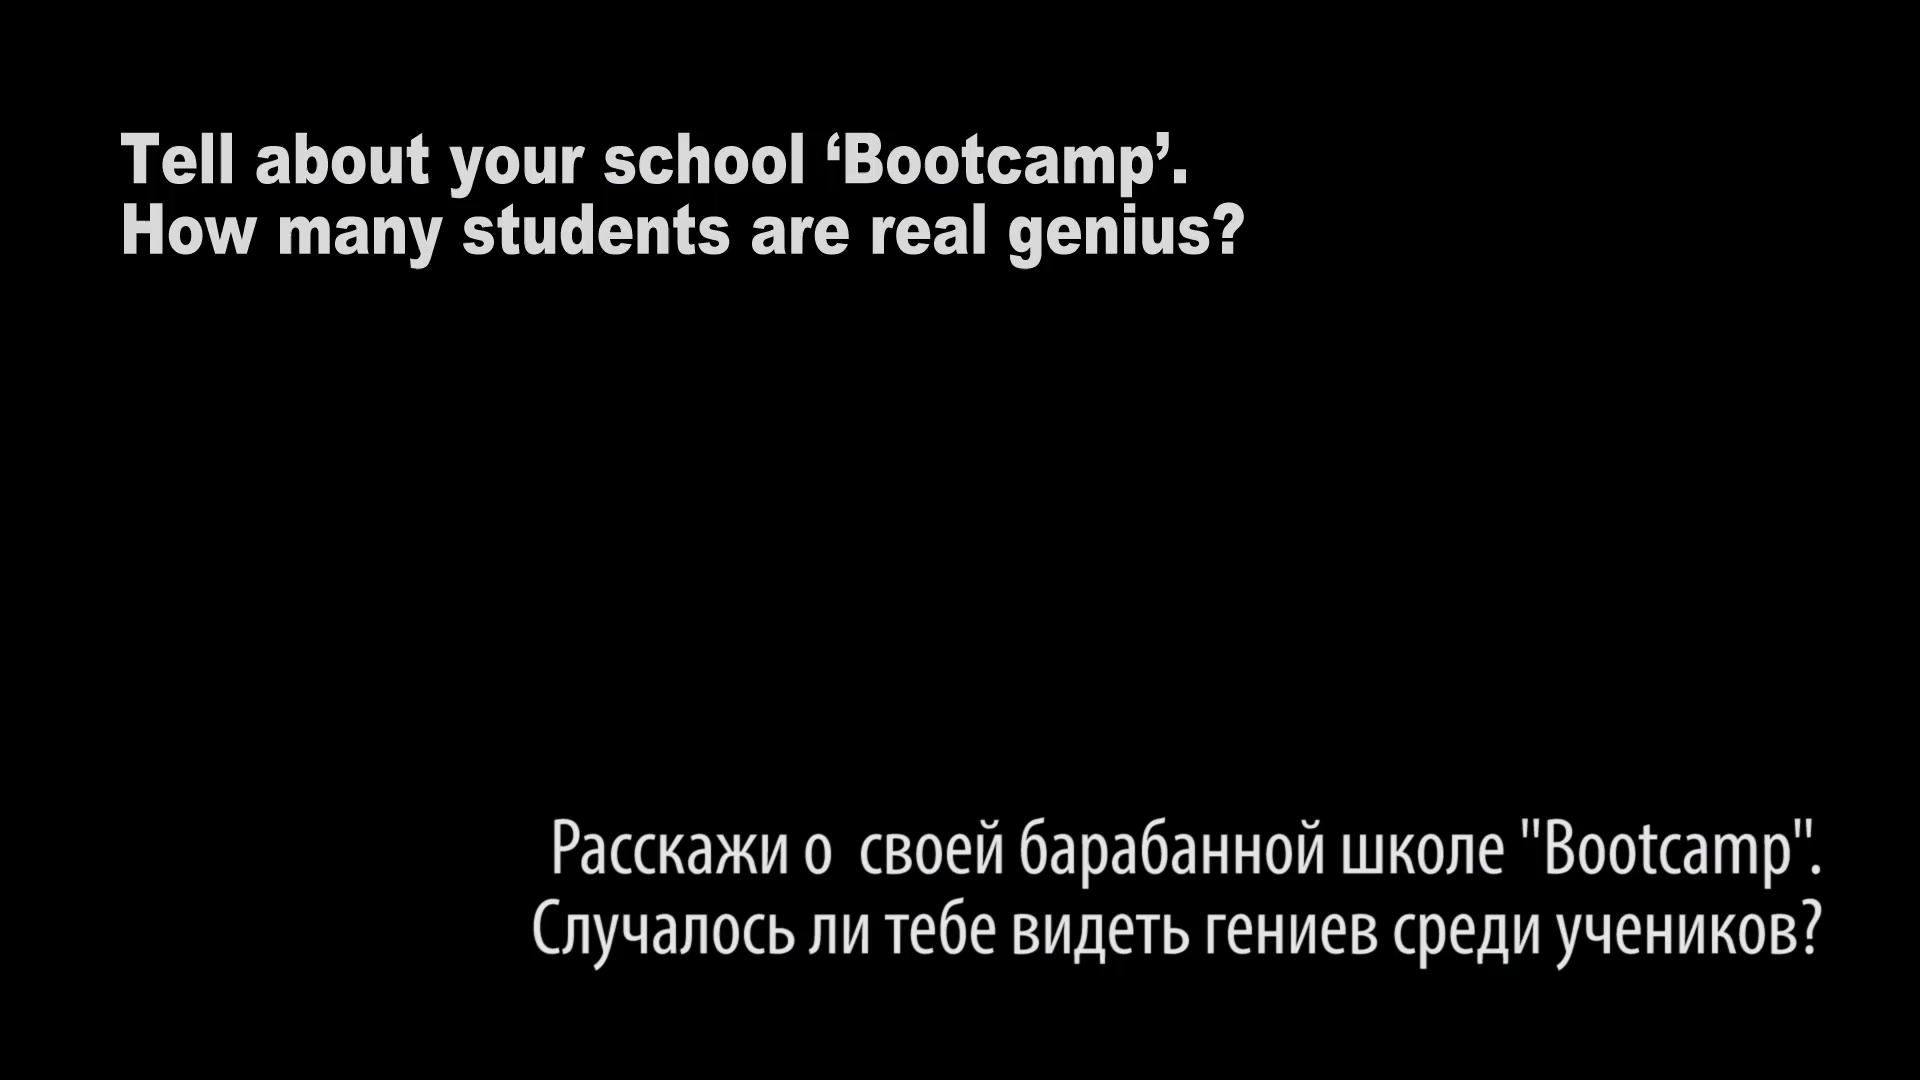 Tell about your school ‘Bootcamp’.
How many students are real genius?
Расскажи о  своей барабанной школе "Bootcamp".
Случалось ли тебе видеть гениев среди учеников?